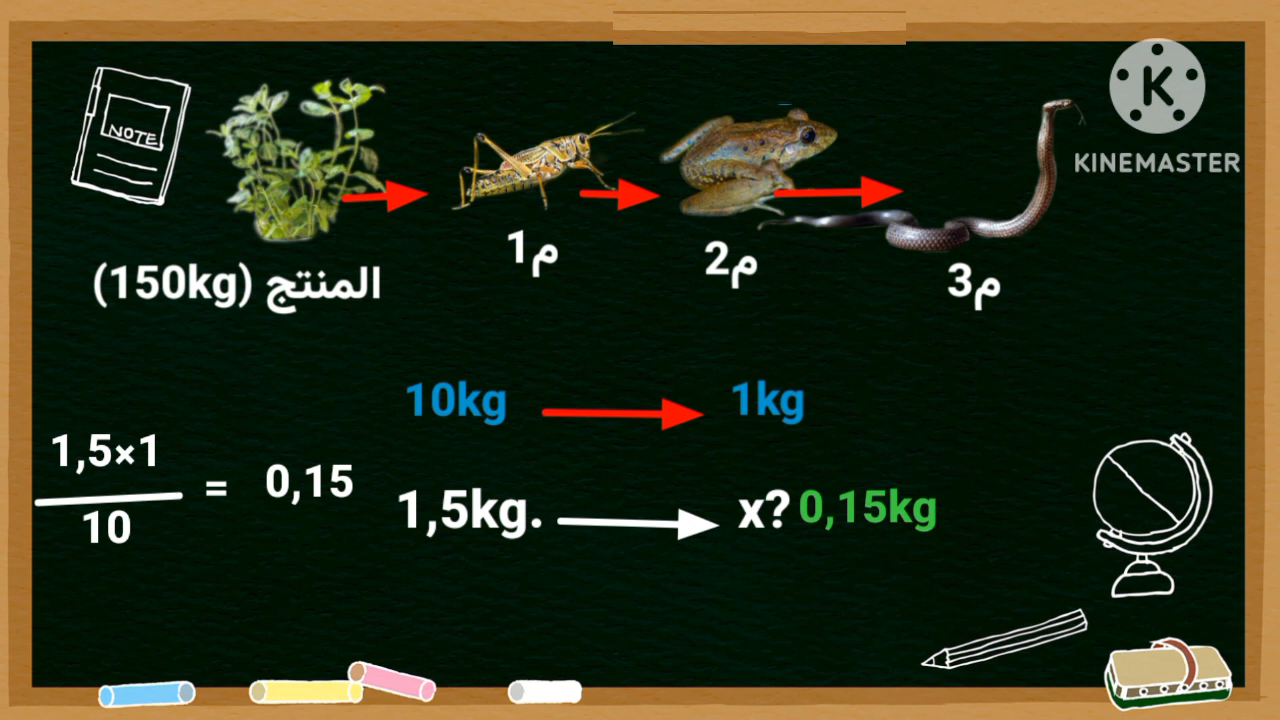 NOTE
K
KINEMASTER
م1
م2
م3
المنتج (150kg)
10kg
1kg
1,5×1
10
=
0,15
1,5kg.
x? 0,15kg